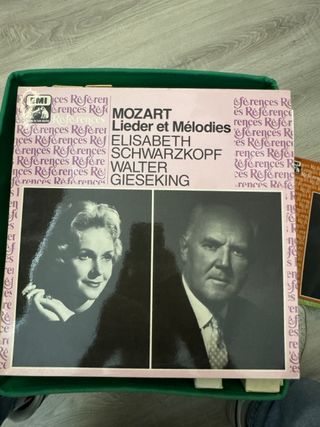 EMI
MOZART
Lieder et Mélodies
ELISABETH
SCHWARZKOPF
WALTER
GIESEKING
Références